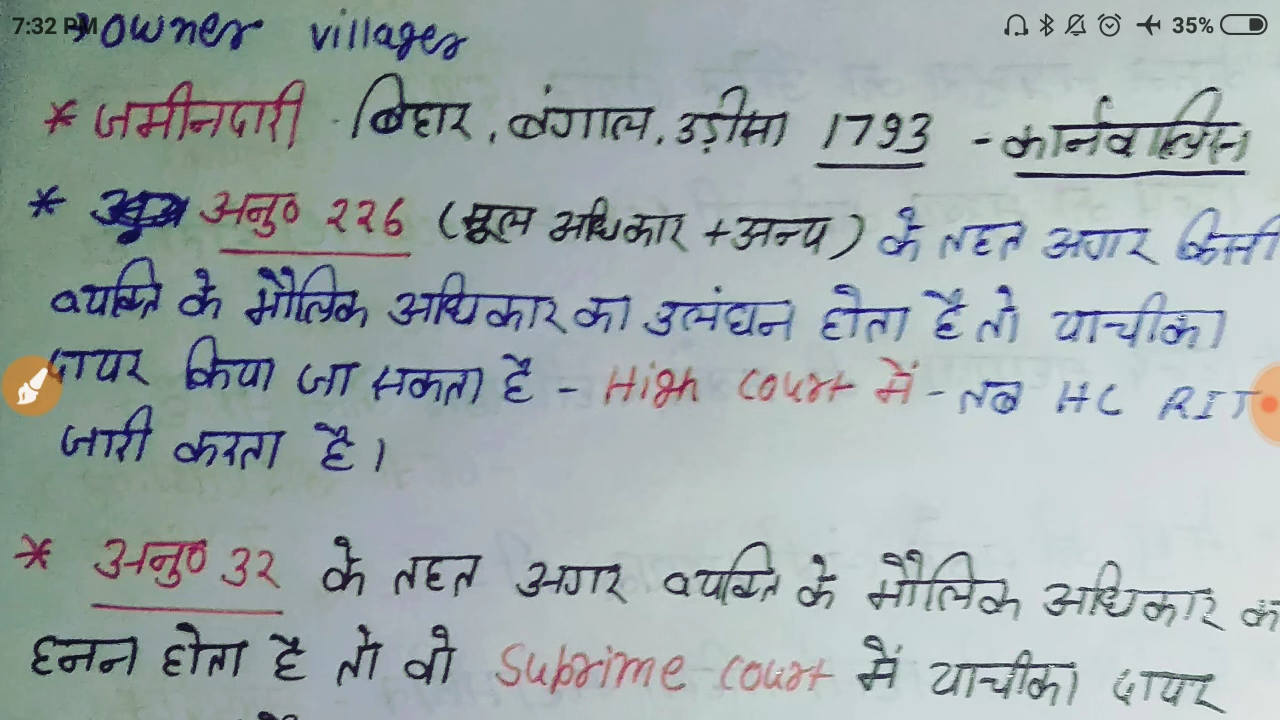 7:32 PM 35%
owner villages
* जमीनदारी - बिहार, बंगाल, उड़ीसा 1793 - कार्नवालिस
* अनु० 226 (मूल अधिकार + अन्य) के तहत अगर किसी
व्यक्ति के मौलिक अधिकार का उलंघन होता है तो याचीका
दायर किया जा सकता है - High Court में - तब HC RIT
जारी करता है।
* अनु० 32 के तहत अगर व्यक्ति के मौलिक अधिकार क
हनन होता है तो वो Suprime Court में याचीका दायर